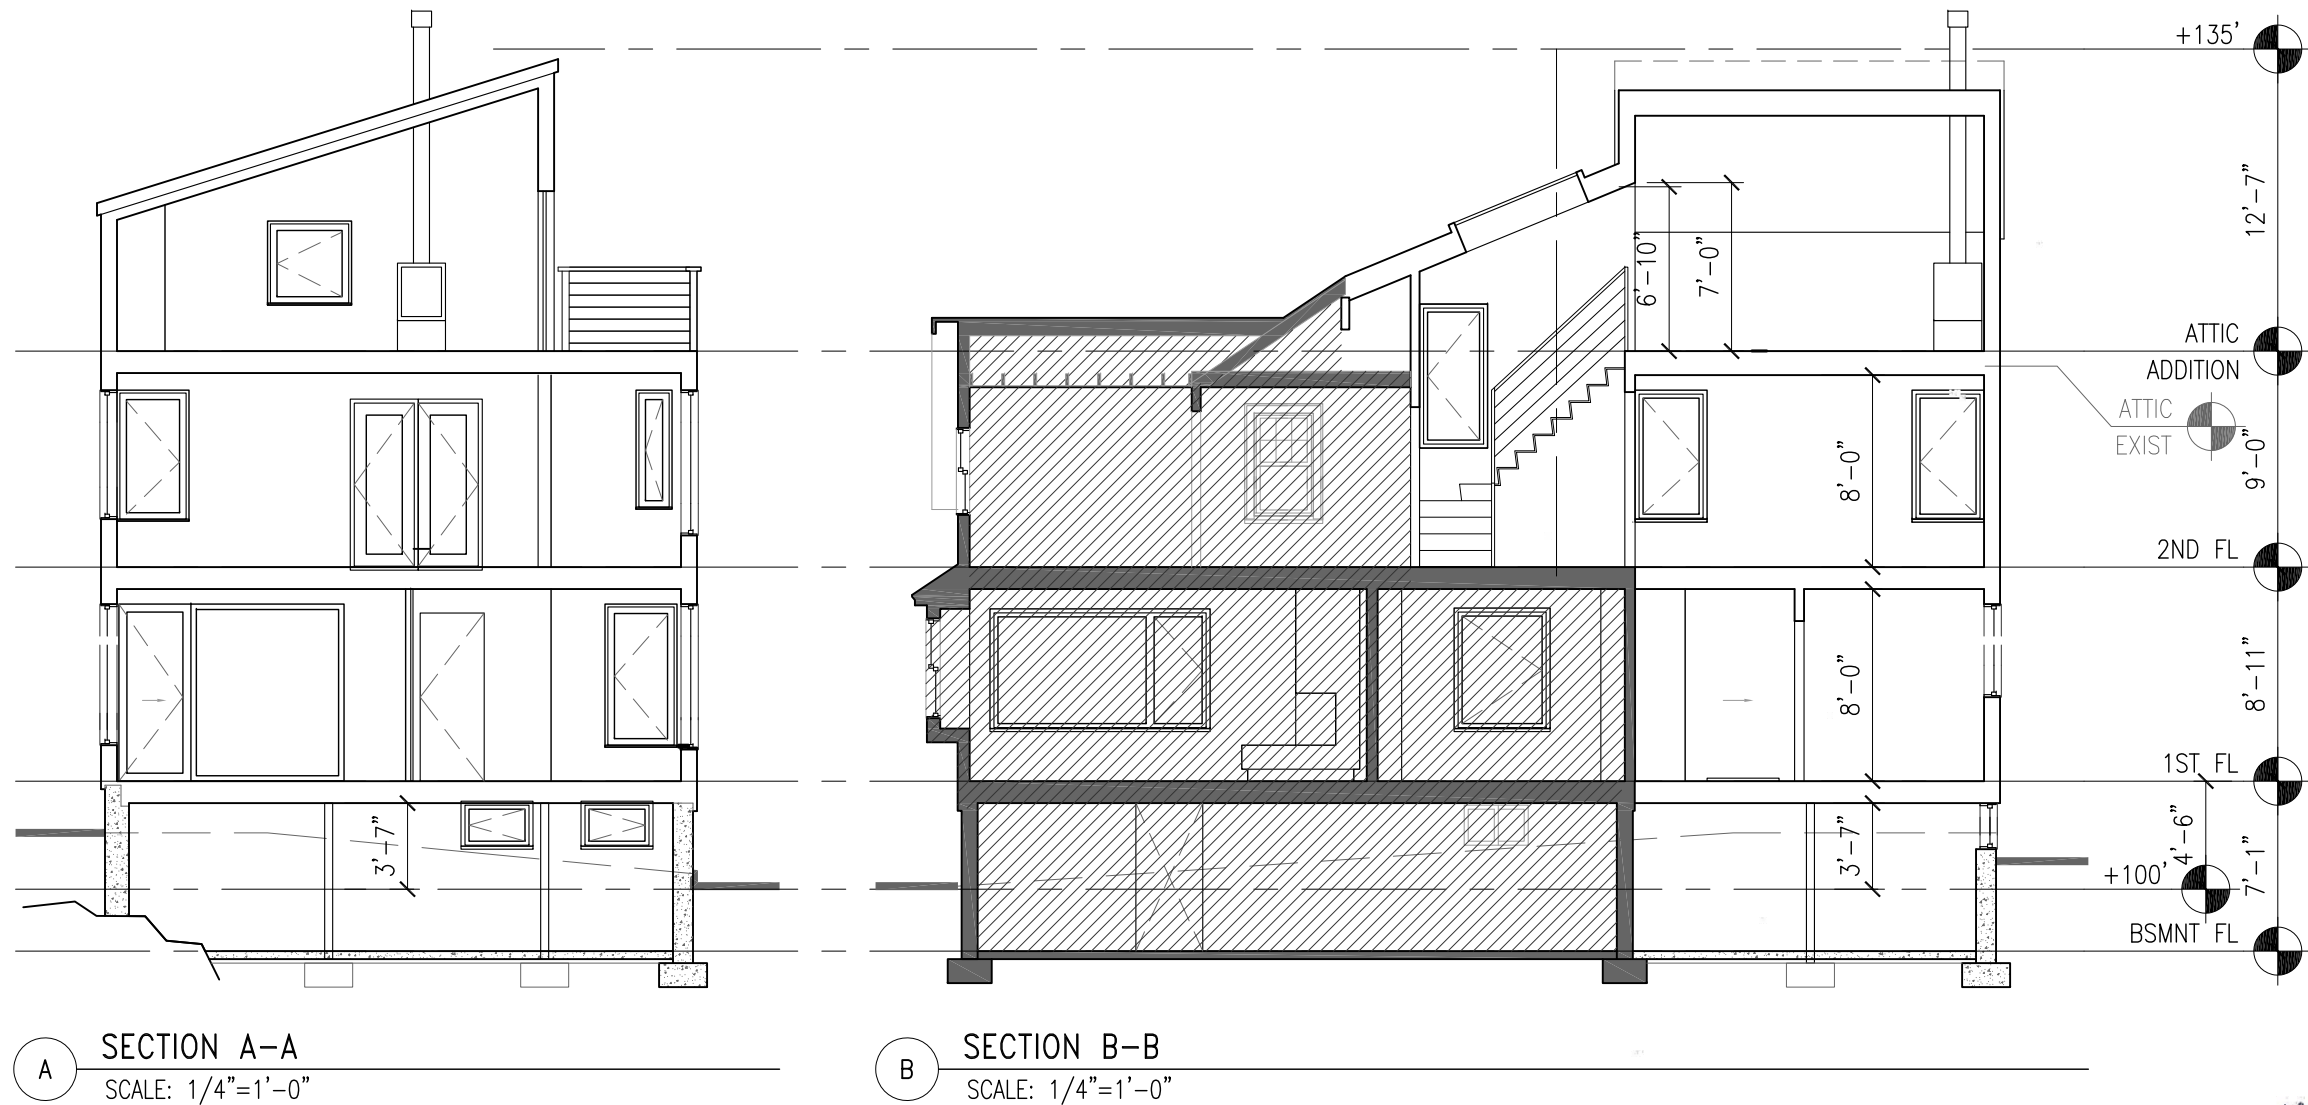 +135'
12'-7"
6'-10"
7'-0"
ATTIC
ADDITION
ATTIC
EXIST
9'-0"
8'-0"
2ND FL
8'-11"
8'-0"
1ST FL
3'-7"
3'-7"
4'-6"
+100'
7'-1"
BSMNT FL
A
SECTION A-A
SCALE: 1/4"=1'-0"
B
SECTION B-B
SCALE: 1/4"=1'-0"